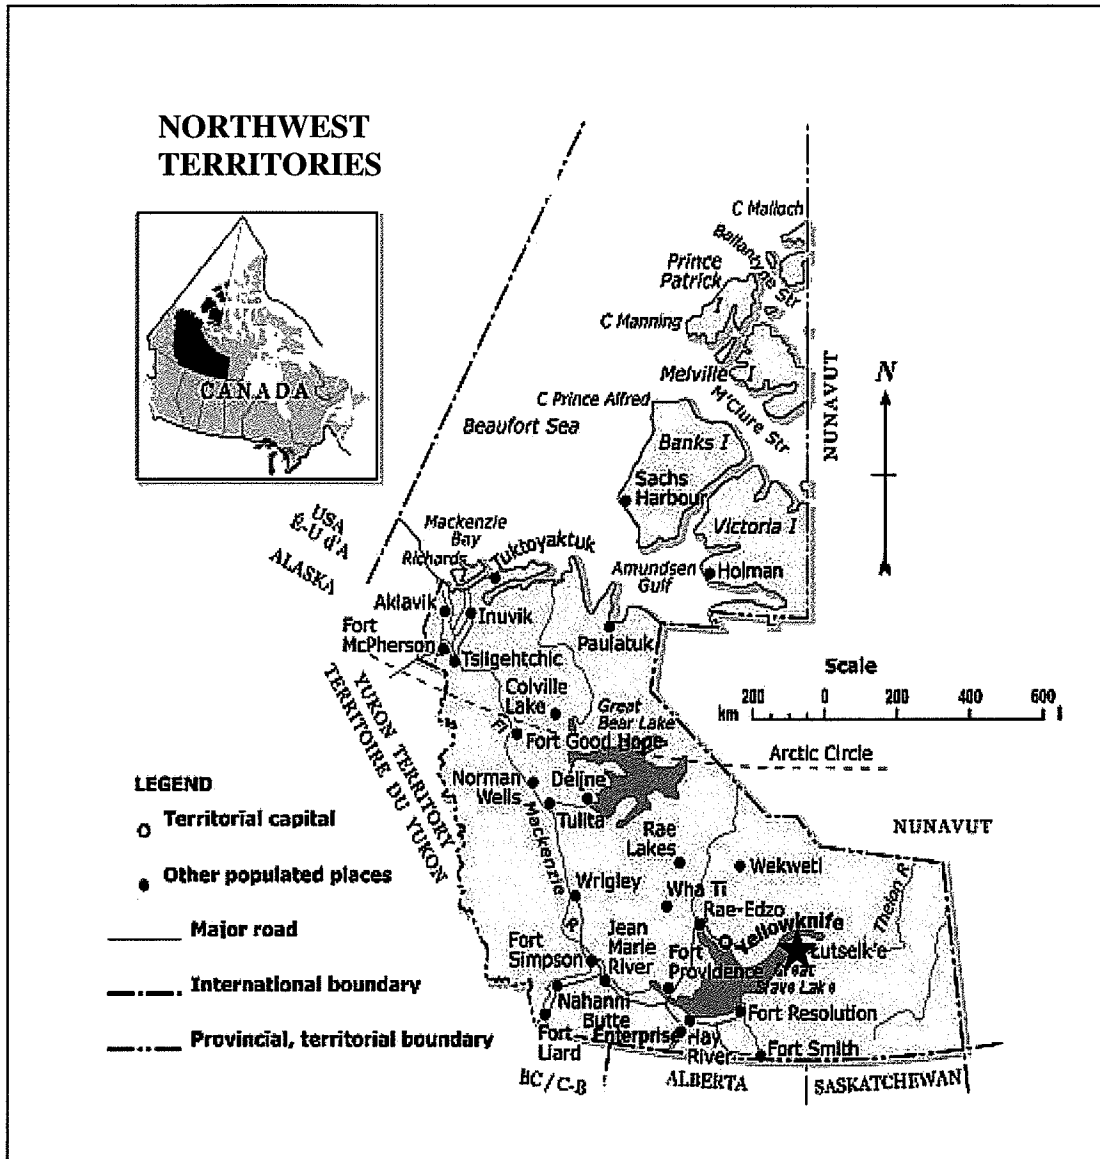 NORTHWEST
TERRITORIES
CANADA
C Malloch
Ballantyne Str
Prince
Patrick
I
C Manning
Melville I
M'Clure Str
C Prince Alfred
Beaufort Sea
Banks I
NUNAVUT
N
Sachs
Harbour
Victoria I
USA
É-U d'A
ALASKA
Mackenzie
Bay
Richards
Tuktoyaktuk
Amundsen
Gulf
Holman
Aklavik
Inuvik
Fort
McPherson
Paulatuk
Tsiigehtchic
Scale
200 0 200 400 600
km
YUKON TERRITORY
TERRITOIRE DU YUKON
Colville
Lake
Great
Bear Lake
Fort Good Hope
Arctic Circle
Norman
Wells
Déline
Tulita
Mackenzie
R
NUNAVUT
Rae
Lakes
Wekweti
Wrigley
Wha Ti
Rae-Edzo
Thelon R
Yellowknife
Lutselk'e
Jean
Marie
River
Fort
Simpson
Fort
Providence
Great
Slave Lake
Nahanni
Butte
Fort Resolution
Fort
Liard
Enterprise
Hay
River
Fort Smith
BC/C-B
ALBERTA
SASKATCHEWAN
LEGEND
Territorial capital
Other populated places
Major road
International boundary
Provincial, territorial boundary